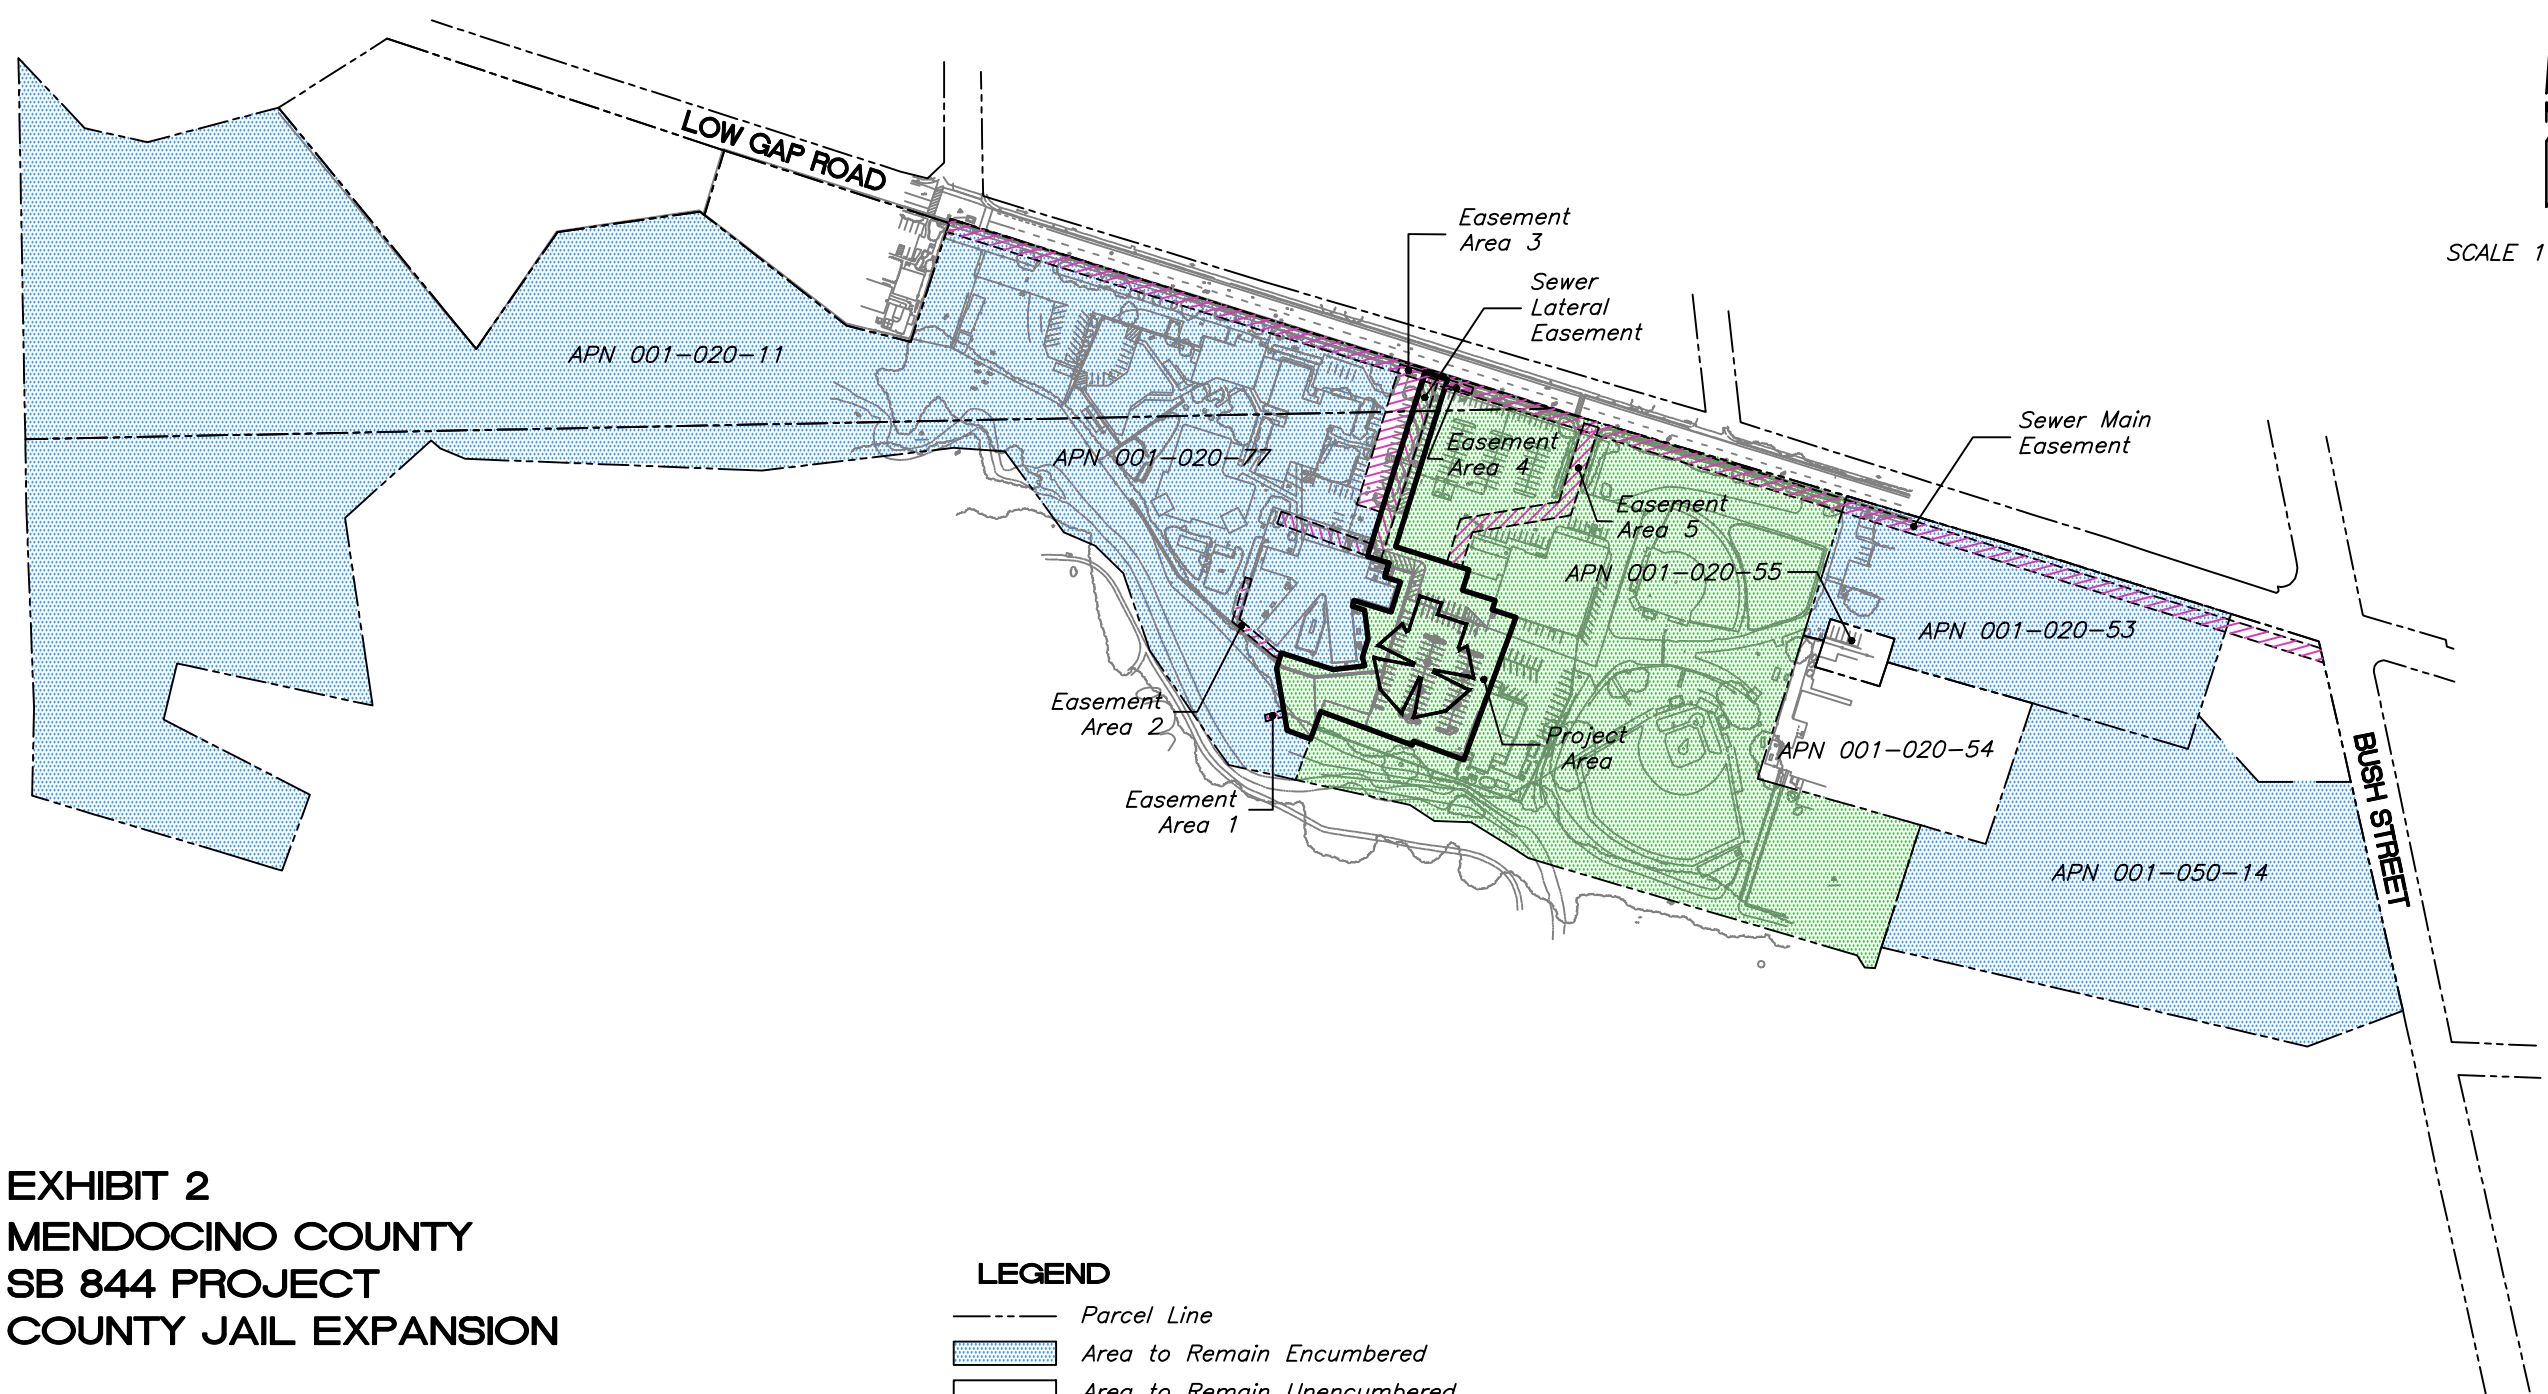 LOW GAP ROAD
Easement
Area 3
Sewer
Lateral
Easement
SCALE 1
APN 001-020-11
APN 001-020-77
Easement
Area 4
Sewer Main
Easement
Easement
Area 5
APN 001-020-55
APN 001-020-53
Easement
Area 2
Project
Area
APN 001-020-54
BUSH STREET
Easement
Area 1
APN 001-050-14
EXHIBIT 2
MENDOCINO COUNTY
SB 844 PROJECT
COUNTY JAIL EXPANSION
LEGEND
Parcel Line
Area to Remain Encumbered
Area to Remain Unencumbered